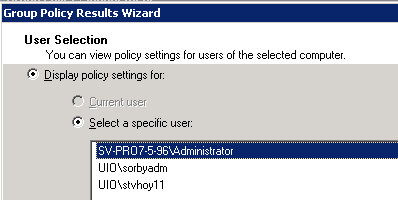 Group Policy Results Wizard
User Selection
You can view policy settings for users of the selected computer.
Display policy settings for:
Current user
Select a specific user:
SV-PRO7-5-96\Administrator
UIO\sorbyadm
UIO\stvhoy11